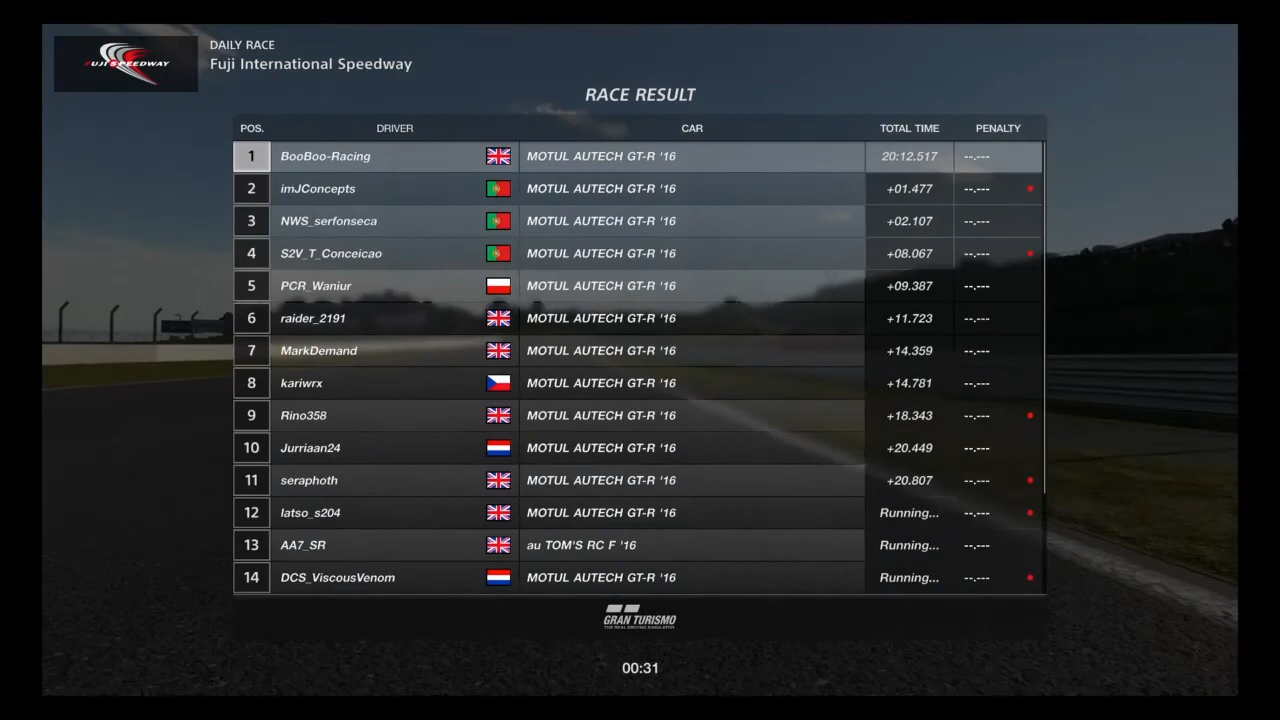 FUJI SPEEDWAY
DAILY RACE
Fuji International Speedway
RACE RESULT
POS. DRIVER CAR TOTAL TIME PENALTY
1 BooBoo-Racing MOTUL AUTECH GT-R '16 20:12.517 --.---
2 imJConcepts MOTUL AUTECH GT-R '16 +01.477 --.---
3 NWS_serfonseca MOTUL AUTECH GT-R '16 +02.107 --.---
4 S2V_T_Conceicao MOTUL AUTECH GT-R '16 +08.067 --.---
5 PCR_Waniur MOTUL AUTECH GT-R '16 +09.387 --.---
6 raider_2191 MOTUL AUTECH GT-R '16 +11.723 --.---
7 MarkDemand MOTUL AUTECH GT-R '16 +14.359 --.---
8 kariwrx MOTUL AUTECH GT-R '16 +14.781 --.---
9 Rino358 MOTUL AUTECH GT-R '16 +18.343 --.---
10 Jurriaan24 MOTUL AUTECH GT-R '16 +20.449 --.---
11 seraphoth MOTUL AUTECH GT-R '16 +20.807 --.---
12 latso_s204 MOTUL AUTECH GT-R '16 Running... --.---
13 AA7_SR au TOM'S RC F '16 Running... --.---
14 DCS_ViscousVenom MOTUL AUTECH GT-R '16 Running... --.---
GRAN TURISMO
THE REAL DRIVING SIMULATOR
00:31